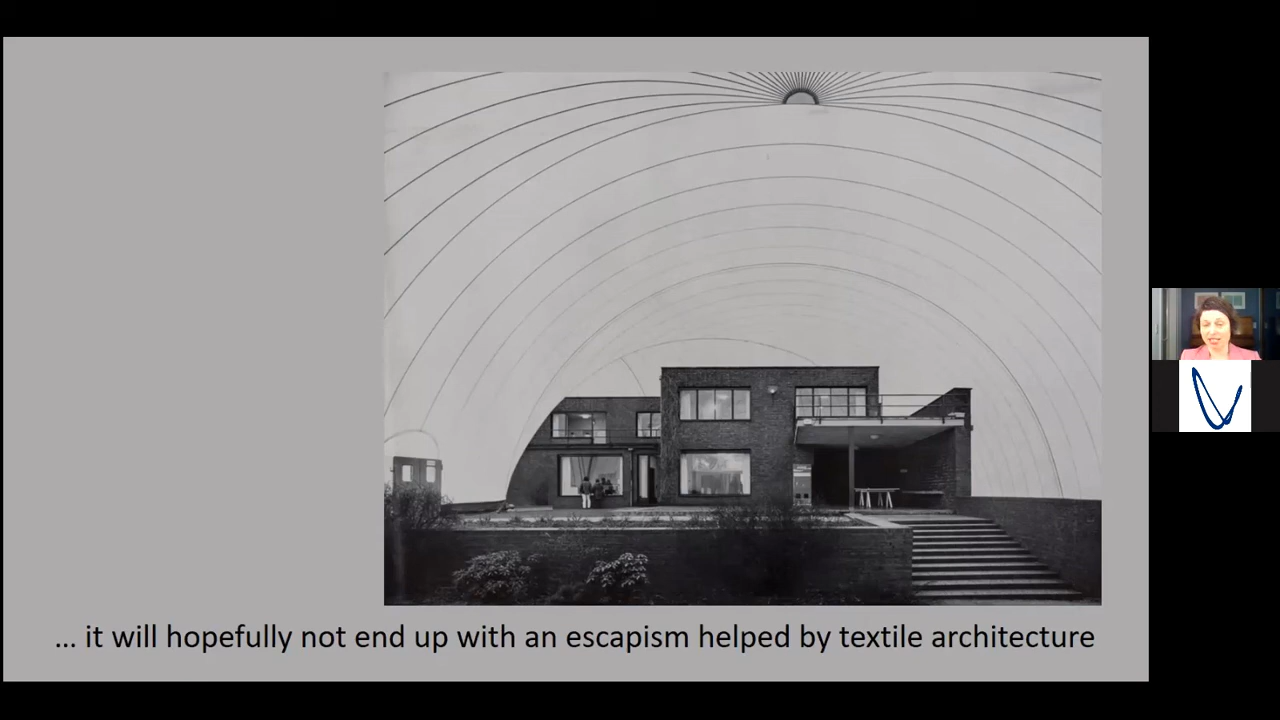 ... it will hopefully not end up with an escapism helped by textile architecture